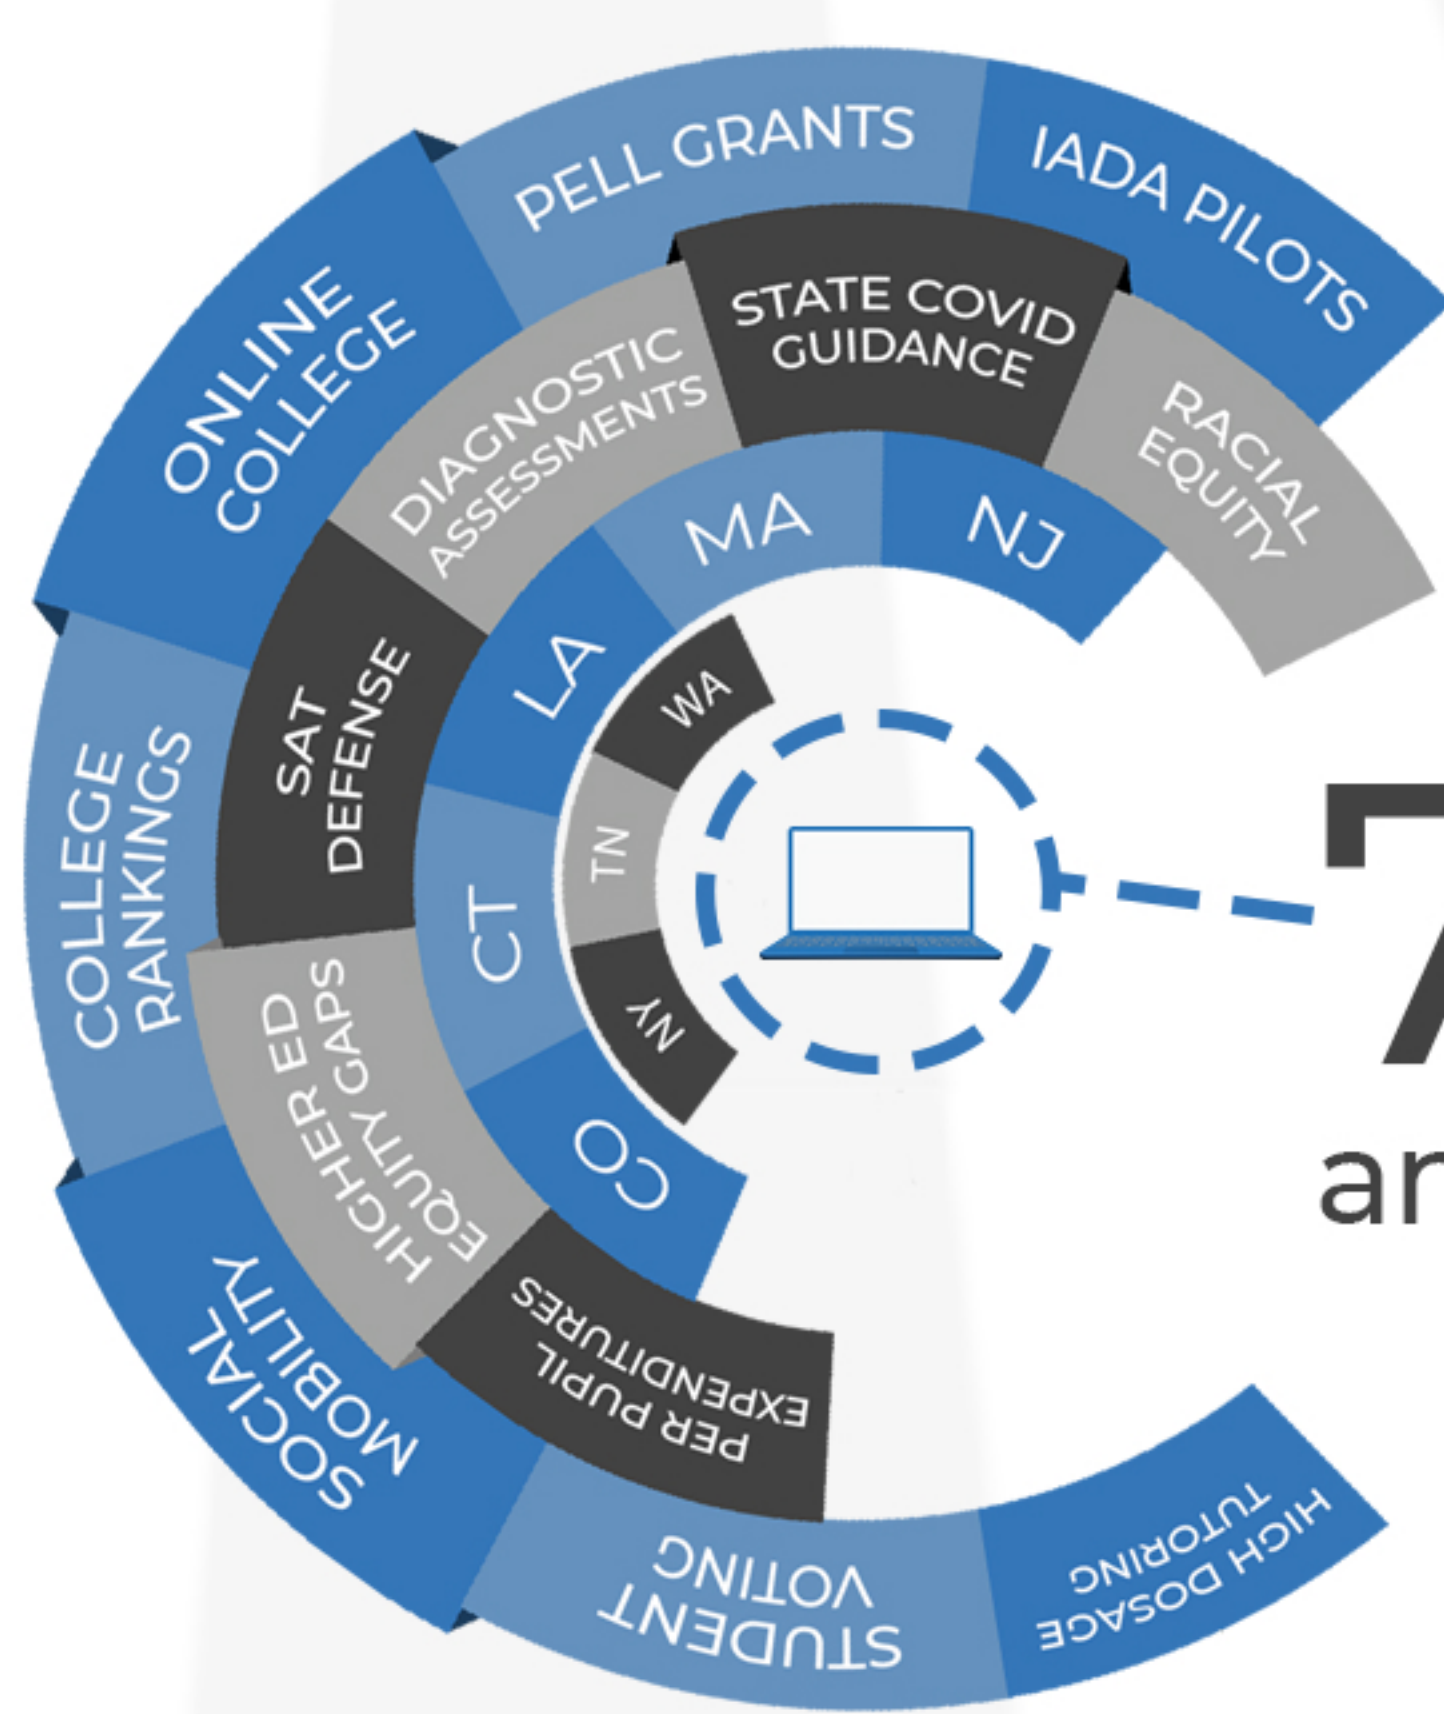 PELL GRANTS
IADA PILOTS
ONLINE
COLLEGE
COLLEGE
RANKINGS
SOCIAL
MOBILITY
STUDENT
VOTING
HIGH DOSAGE
TUTORING
STATE COVID
GUIDANCE
RACIAL
EQUITY
DIAGNOSTIC
ASSESSMENTS
SAT
DEFENSE
HIGHER ED
EQUITY GAPS
PER PUPIL
EXPENDITURES
NJ
MA
LA
CT
CO
WA
TN
NY
7